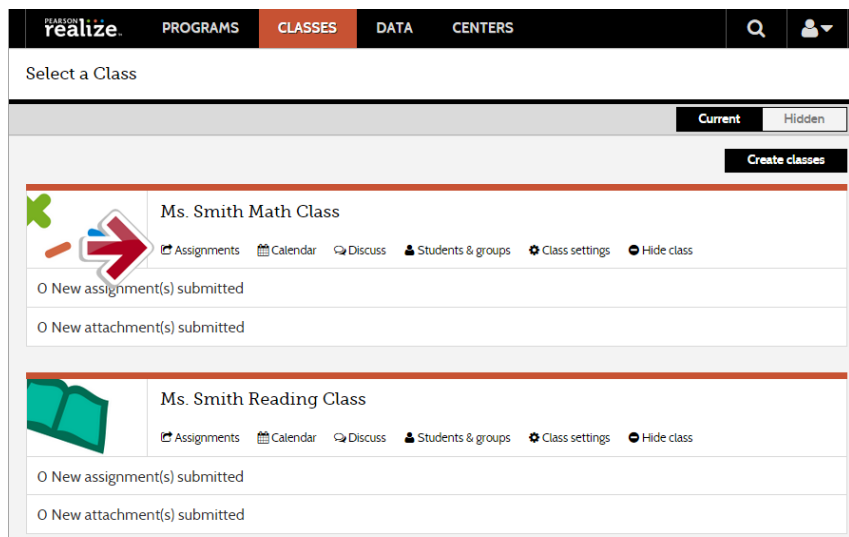 PEARSON
realize.™ PROGRAMS CLASSES DATA CENTERS
Select a Class
Current Hidden
Create classes
Ms. Smith Math Class
Assignments Calendar Discuss Students & groups Class settings Hide class
0 New assignment(s) submitted
0 New attachment(s) submitted
Ms. Smith Reading Class
Assignments Calendar Discuss Students & groups Class settings Hide class
0 New assignment(s) submitted
0 New attachment(s) submitted